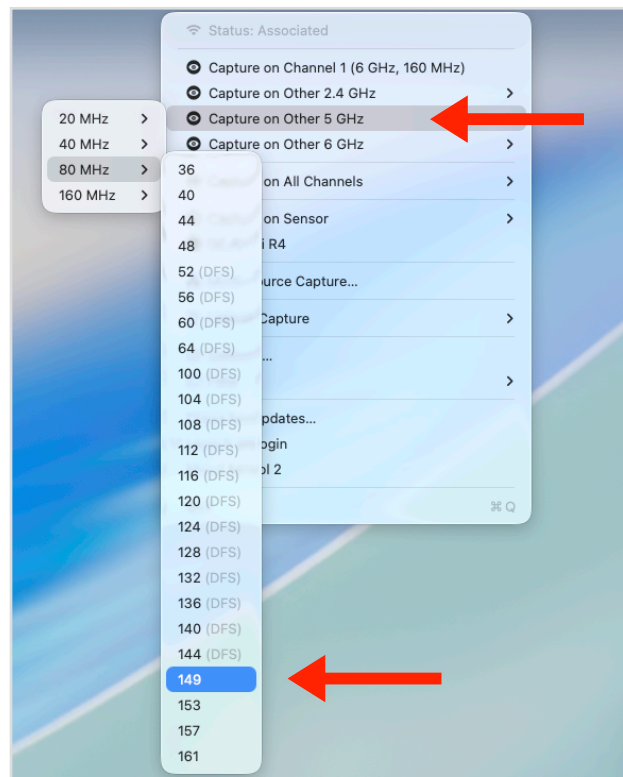 Status: Associated
Capture on Channel 1 (6 GHz, 160 MHz)
Capture on Other 2.4 GHz
Capture on Other 5 GHz
Capture on Other 6 GHz
on All Channels
on Sensor
i R4
urce Capture...
Capture
...
pdates...
ogin
ol 2
⌘ Q
20 MHz
40 MHz
80 MHz
160 MHz
36
40
44
48
52 (DFS)
56 (DFS)
60 (DFS)
64 (DFS)
100 (DFS)
104 (DFS)
108 (DFS)
112 (DFS)
116 (DFS)
120 (DFS)
124 (DFS)
128 (DFS)
132 (DFS)
136 (DFS)
140 (DFS)
144 (DFS)
149
153
157
161